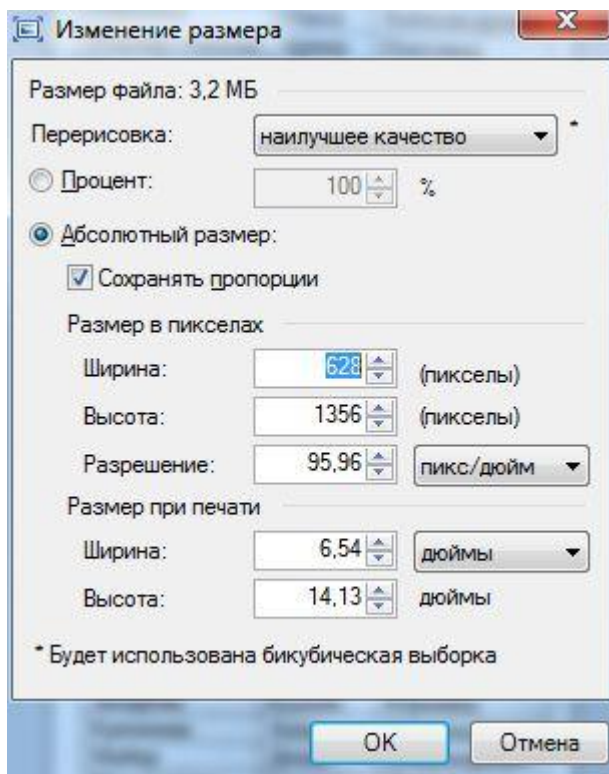 Изменение размера
Размер файла: 3,2 МБ
Перерисовка: наилучшее качество *
Процент: 100 %
Абсолютный размер:
Сохранять пропорции
Размер в пикселах
Ширина: 628 (пикселы)
Высота: 1356 (пикселы)
Разрешение: 95,96 пикс/дюйм
Размер при печати
Ширина: 6,54 дюймы
Высота: 14,13 дюймы
* Будет использована бикубическая выборка
OK Отмена